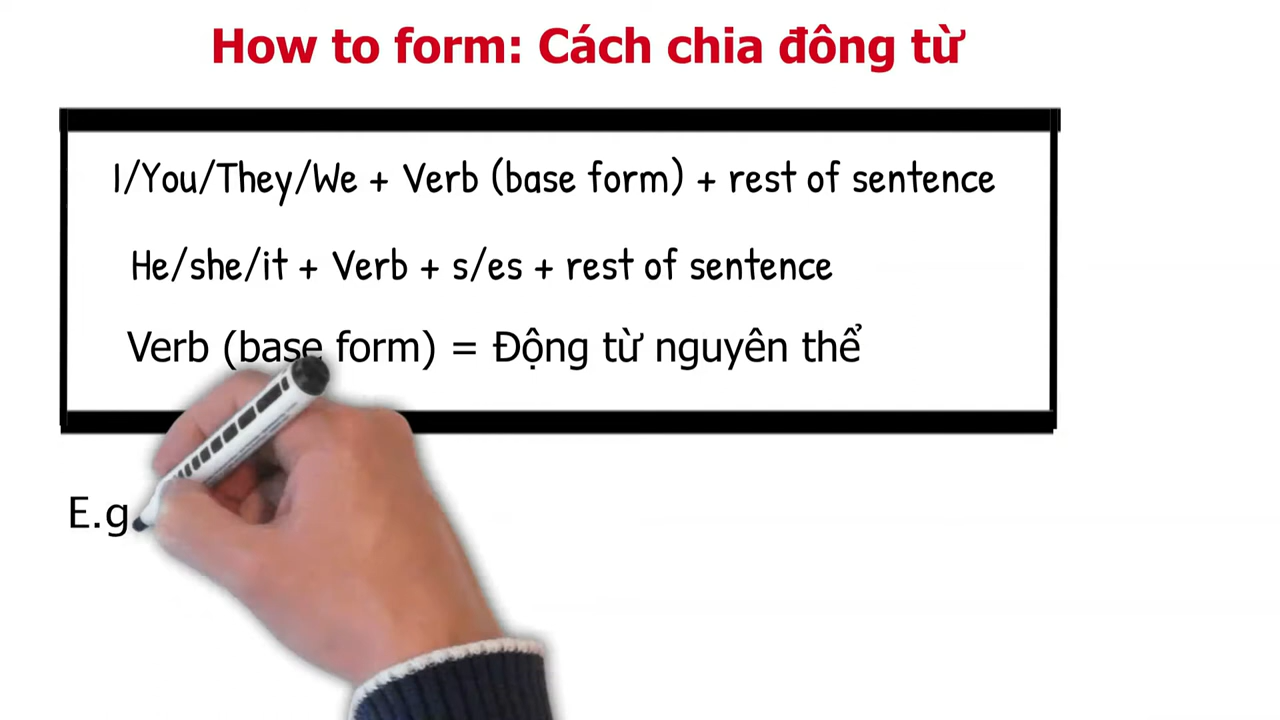 How to form: Cách chia đông từ
I/You/They/We + Verb (base form) + rest of sentence
He/she/it + Verb + s/es + rest of sentence
Verb (base form) = Động từ nguyên thể
E.g